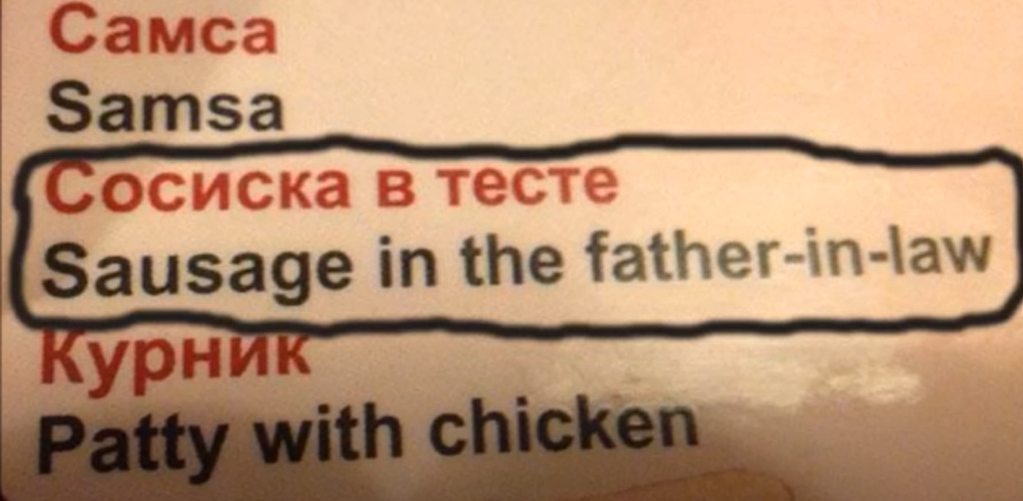 Самса
Samsa
Сосиска в тесте
Sausage in the father-in-law
Курник
Patty with chicken